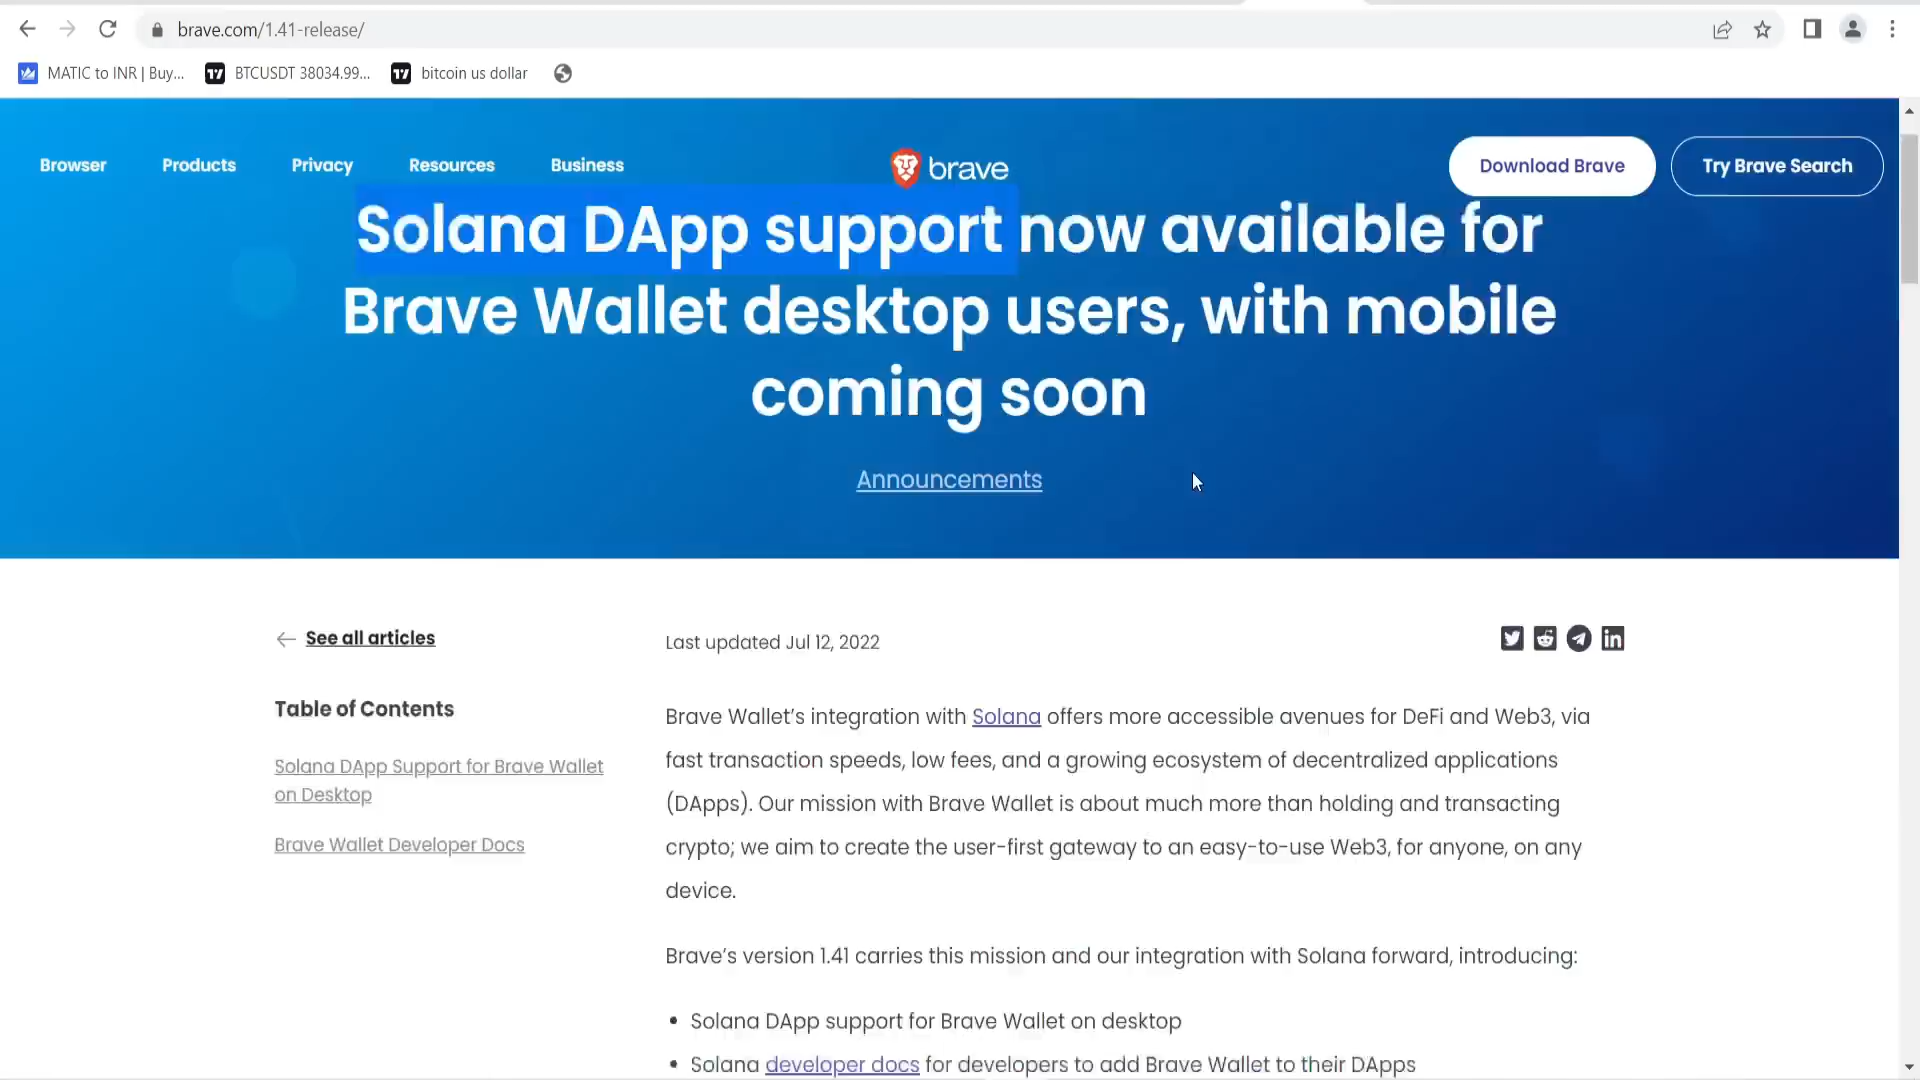 brave.com/1.41-release/
MATIC to INR | Buy... BTCUSDT 38034.99... bitcoin us dollar
Browser Products Privacy Resources Business brave Download Brave Try Brave Search
Solana DApp support now available for
Brave Wallet desktop users, with mobile
coming soon
Announcements
See all articles
Last updated Jul 12, 2022
Table of Contents
Solana DApp Support for Brave Wallet
on Desktop
Brave Wallet Developer Docs
Brave Wallet’s integration with Solana offers more accessible avenues for DeFi and Web3, via
fast transaction speeds, low fees, and a growing ecosystem of decentralized applications
(DApps). Our mission with Brave Wallet is about much more than holding and transacting
crypto; we aim to create the user-first gateway to an easy-to-use Web3, for anyone, on any
device.
Brave’s version 1.41 carries this mission and our integration with Solana forward, introducing:
• Solana DApp support for Brave Wallet on desktop
• Solana developer docs for developers to add Brave Wallet to their DApps